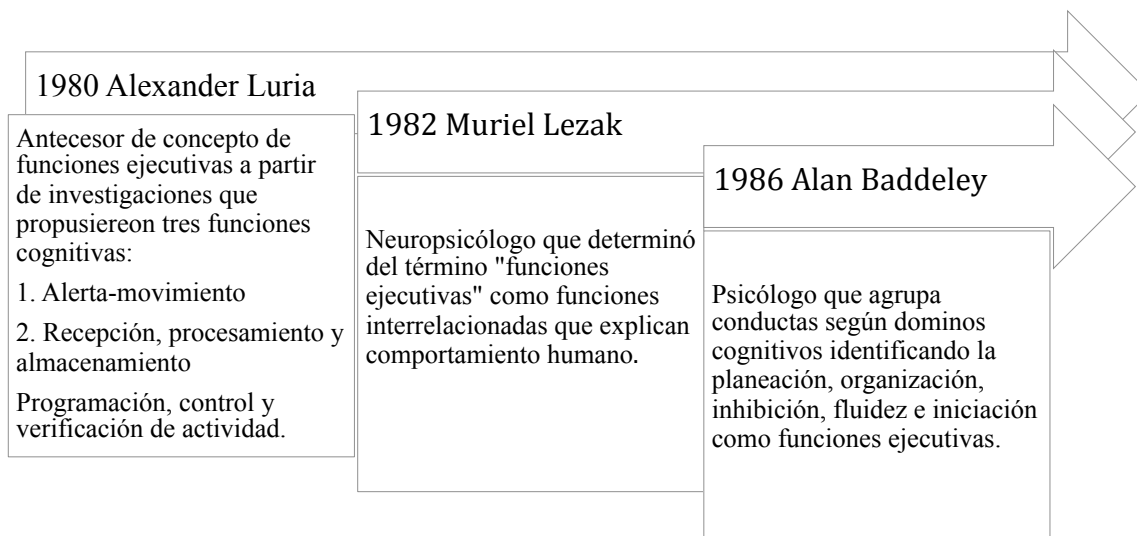 1980 Alexander Luria
Antecesor de concepto de
funciones ejecutivas a partir
de investigaciones que
propusiereon tres funciones
cognitivas:
1. Alerta-movimiento
2. Recepción, procesamiento y
almacenamiento
Programación, control y
verificación de actividad.
1982 Muriel Lezak
Neuropsicólogo que determinó
del término "funciones
ejecutivas" como funciones
interrelacionadas que explican
comportamiento humano.
1986 Alan Baddeley
Psicólogo que agrupa
conductas según dominos
cognitivos identificando la
planeación, organización,
inhibición, fluidez e iniciación
como funciones ejecutivas.